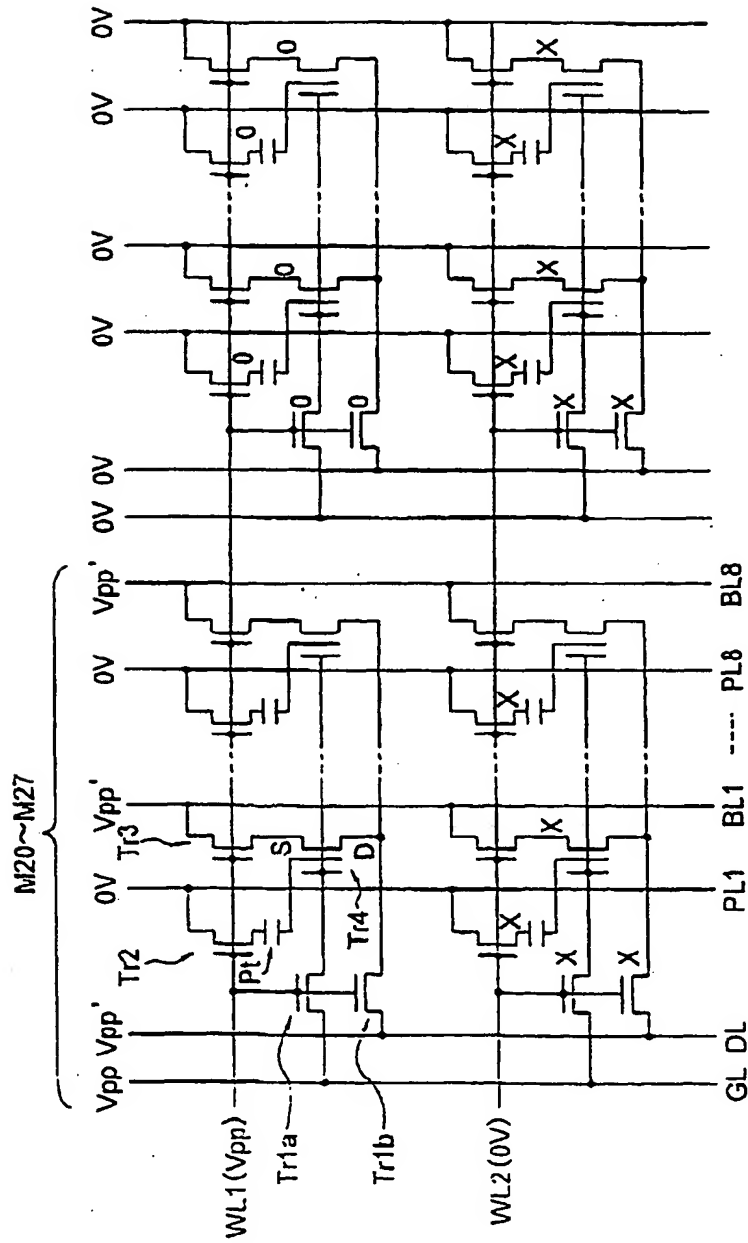 M20~M27
Vpp Vpp' 0V Vpp' 0V Vpp' 0V 0V 0V 0V 0V 0V
Tr2 Tr3
WL1 (Vpp)
O O O O
Pt S
Tr1a O
Tr4 D
Tr1b O
WL2 (0V)
X X X X X X X
X X
X X
GL DL PL1 BL1 ---- PL8 BL8